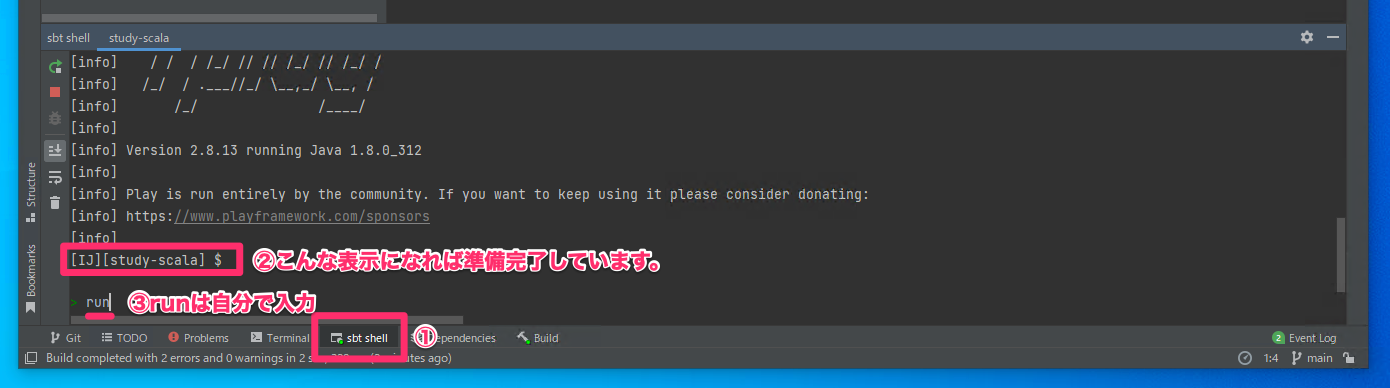 sbt shell study-scala
[info]    / /  / /_/ // // /_/ // /_/ /
[info]   /_/  / .___//_/ \__,_/ \__, /
[info]       /_/               /____/
[info]
[info] Version 2.8.13 running Java 1.8.0_312
[info]
[info] Play is run entirely by the community. If you want to keep using it please consider donating:
[info] https://www.playframework.com/sponsors
[info]
[IJ][study-scala] $ ②こんな表示になれば準備完了しています。
> run ③runは自分で入力
Structure
Bookmarks
Git TODO Problems Terminal sbt shell ① Dependencies Build 2 Event Log
Build completed with 2 errors and 0 warnings in 2 minutes ago) 1:4 main